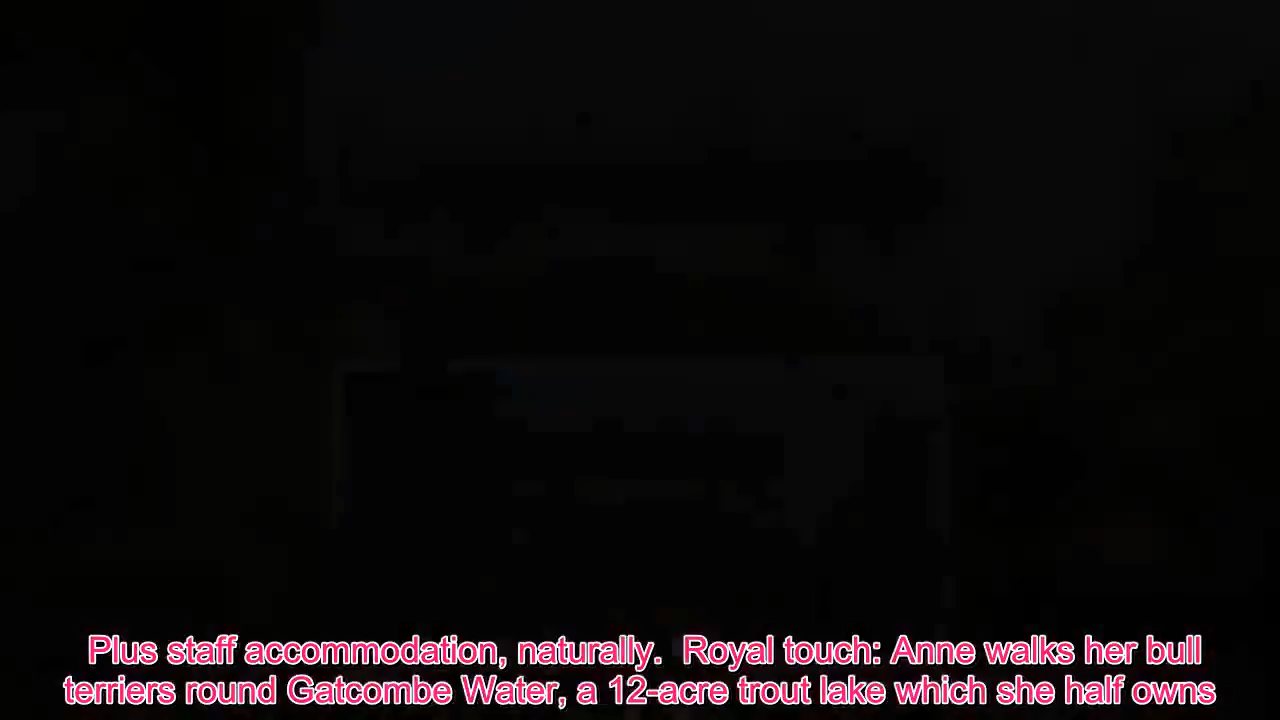 Plus staff accommodation, naturally.  Royal touch: Anne walks her bull
terriers round Gatcombe Water, a 12-acre trout lake which she half owns